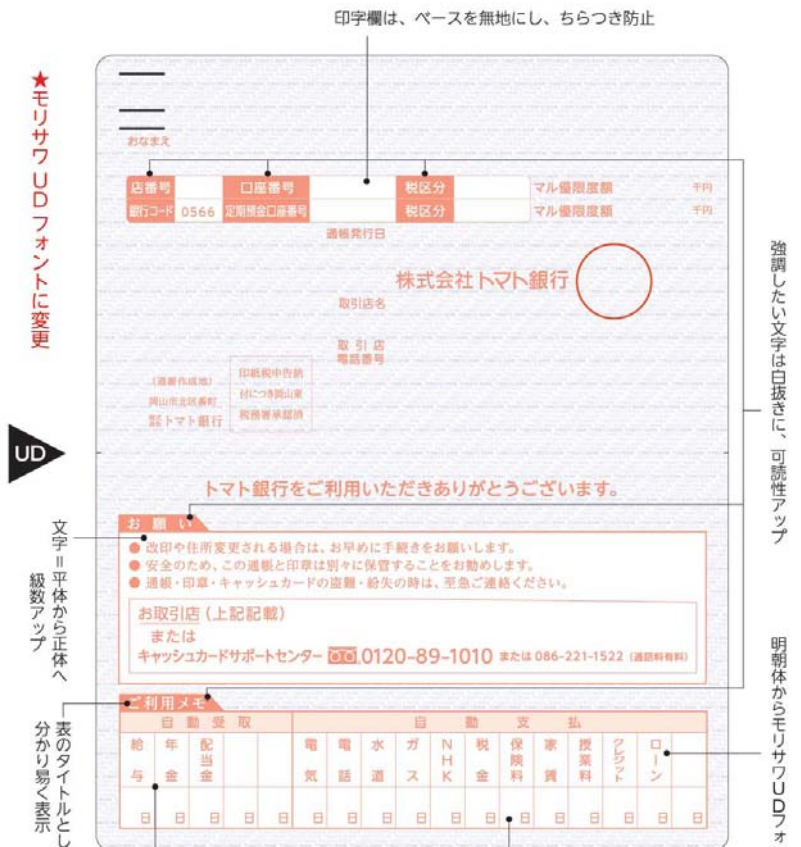 印字欄は、ベースを無地にし、ちらつき防止
★モリサワ UD フォントに変更
おなまえ
店番号 口座番号 税区分 マル優限度額 千円
銀行コード 0566 定期預金口座番号 税区分 マル優限度額 千円
通帳発行日
株式会社トマト銀行
取引店名
取引店
電話番号
印紙税申告納
付につき岡山東
税務署承認済
(通帳作成地)
岡山市北区番町
株式会社トマト銀行
UD
強調したい文字は白抜きに、可読性アップ
トマト銀行をご利用いただきありがとうございます。
お願い
● 改印や住所変更される場合は、お早めに手続きをお願いします。
● 安全のため、この通帳と印章は別々に保管することをお勧めします。
● 通帳・印章・キャッシュカードの盗難・紛失の時は、至急ご連絡ください。
お取引店 (上記記載)
または
キャッシュカードサポートセンター 0120-89-1010 または 086-221-1522 (通話料有料)
文字=平体から正体へ
級数アップ
ご利用メモ
自動受取 自動支払
給与 年金 配当金 電気 電話 水道 ガス NHK 税金 保険料 家賃 授業料 クレジット ローン
日 日 日 日 日 日 日 日 日 日 日 日 日 日 日 日 日
表のタイトルとし
分かり易く表示
明朝体からモリサワUDフォ